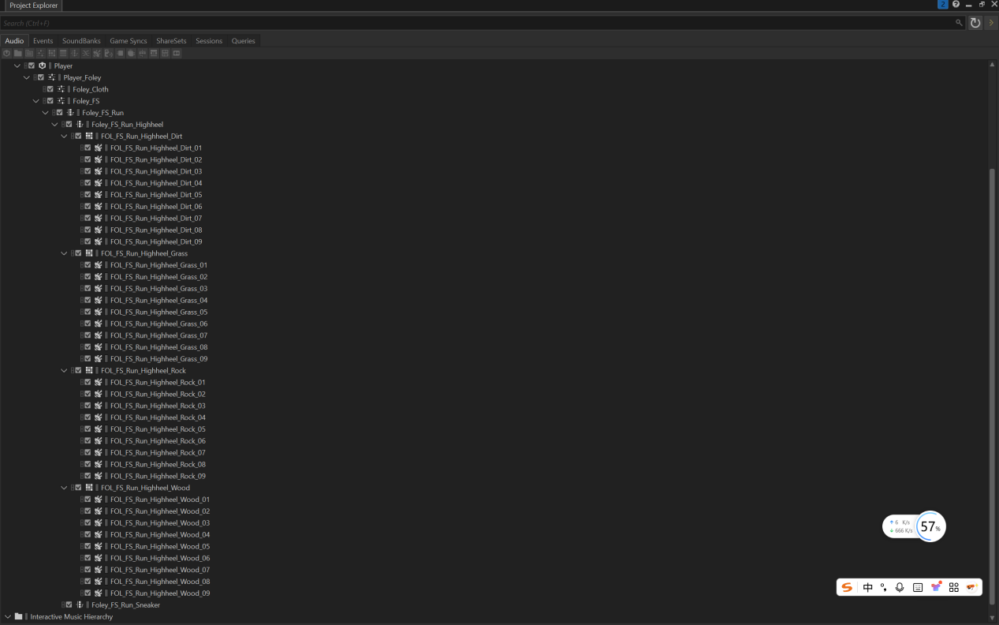 Project Explorer
2
Search (Ctrl+F)
Audio Events SoundBanks Game Syncs ShareSets Sessions Queries
Player
Player_Foley
Foley_Cloth
Foley_FS
Foley_FS_Run
Foley_FS_Run_Highheel
FOL_FS_Run_Highheel_Dirt
FOL_FS_Run_Highheel_Dirt_01
FOL_FS_Run_Highheel_Dirt_02
FOL_FS_Run_Highheel_Dirt_03
FOL_FS_Run_Highheel_Dirt_04
FOL_FS_Run_Highheel_Dirt_05
FOL_FS_Run_Highheel_Dirt_06
FOL_FS_Run_Highheel_Dirt_07
FOL_FS_Run_Highheel_Dirt_08
FOL_FS_Run_Highheel_Dirt_09
FOL_FS_Run_Highheel_Grass
FOL_FS_Run_Highheel_Grass_01
FOL_FS_Run_Highheel_Grass_02
FOL_FS_Run_Highheel_Grass_03
FOL_FS_Run_Highheel_Grass_04
FOL_FS_Run_Highheel_Grass_05
FOL_FS_Run_Highheel_Grass_06
FOL_FS_Run_Highheel_Grass_07
FOL_FS_Run_Highheel_Grass_08
FOL_FS_Run_Highheel_Grass_09
FOL_FS_Run_Highheel_Rock
FOL_FS_Run_Highheel_Rock_01
FOL_FS_Run_Highheel_Rock_02
FOL_FS_Run_Highheel_Rock_03
FOL_FS_Run_Highheel_Rock_04
FOL_FS_Run_Highheel_Rock_05
FOL_FS_Run_Highheel_Rock_06
FOL_FS_Run_Highheel_Rock_07
FOL_FS_Run_Highheel_Rock_08
FOL_FS_Run_Highheel_Rock_09
FOL_FS_Run_Highheel_Wood
FOL_FS_Run_Highheel_Wood_01
FOL_FS_Run_Highheel_Wood_02
FOL_FS_Run_Highheel_Wood_03
FOL_FS_Run_Highheel_Wood_04
FOL_FS_Run_Highheel_Wood_05
FOL_FS_Run_Highheel_Wood_06
FOL_FS_Run_Highheel_Wood_07
FOL_FS_Run_Highheel_Wood_08
FOL_FS_Run_Highheel_Wood_09
Foley_FS_Run_Sneaker
Interactive Music Hierarchy
6 K/s
666 K/s
57%
中